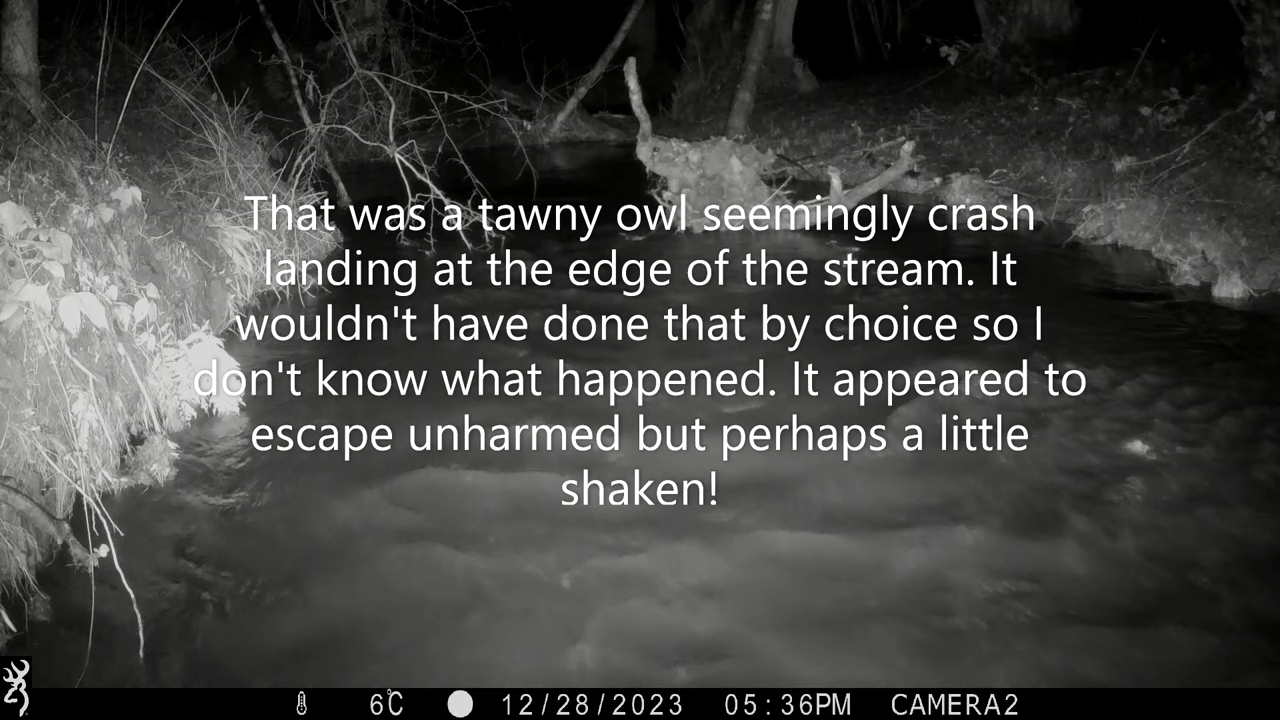 That was a tawny owl seemingly crash
landing at the edge of the stream. It
wouldn't have done that by choice so I
don't know what happened. It appeared to
escape unharmed but perhaps a little
shaken!
6℃ 12/28/2023 05:36PM CAMERA2